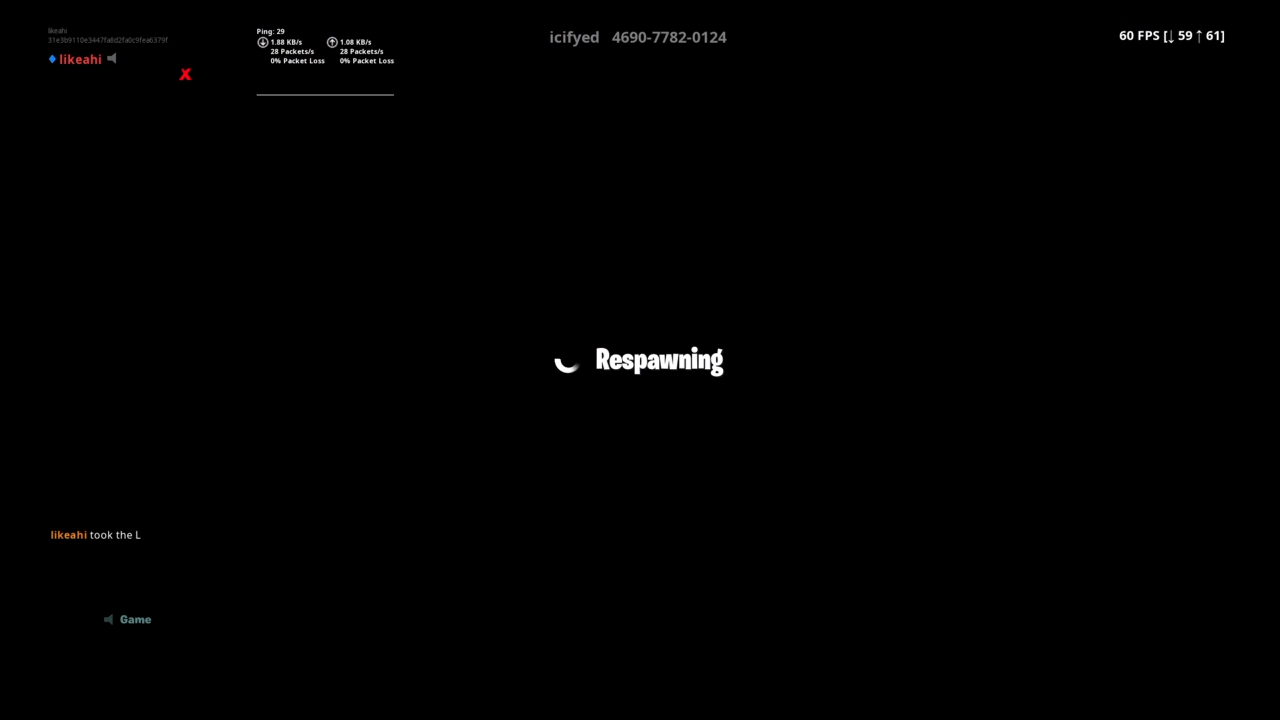 likeahi
31e3b9110e3447fa8d2fa0c9fea6379f
likeahi
X
Ping: 29
1.88 KB/s 1.08 KB/s
28 Packets/s 28 Packets/s
0% Packet Loss 0% Packet Loss
icifyed 4690-7782-0124
60 FPS [↓ 59 ↑ 61]
Respawning
likeahi took the L
Game